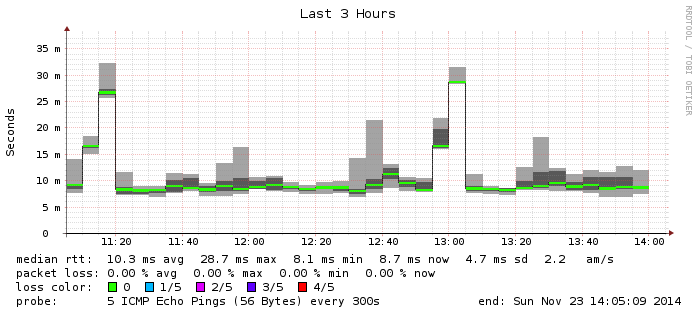 Last 3 Hours
RRDTOOL / TOBI OETIKER
Seconds
35 m
30 m
25 m
20 m
15 m
10 m
5 m
0
11:20 11:40 12:00 12:20 12:40 13:00 13:20 13:40 14:00
median rtt: 10.3 ms avg 28.7 ms max 8.1 ms min 8.7 ms now 4.7 ms sd 2.2 am/s
packet loss: 0.00 % avg 0.00 % max 0.00 % min 0.00 % now
loss color: 0 1/5 2/5 3/5 4/5
probe: 5 ICMP Echo Pings (56 Bytes) every 300s end: Sun Nov 23 14:05:09 2014